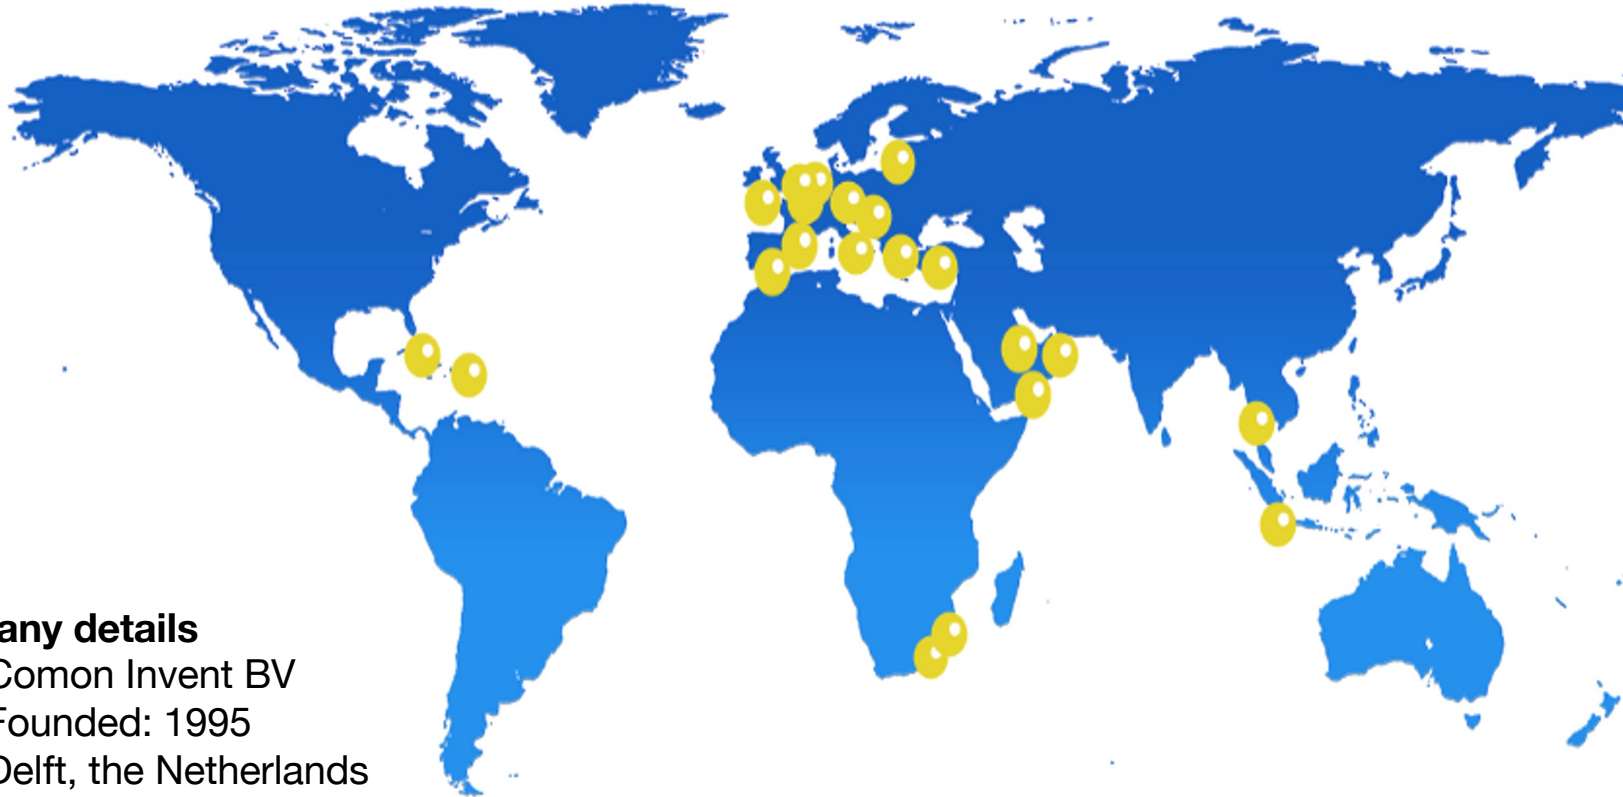 any details
Comon Invent BV
Founded: 1995
Delft, the Netherlands